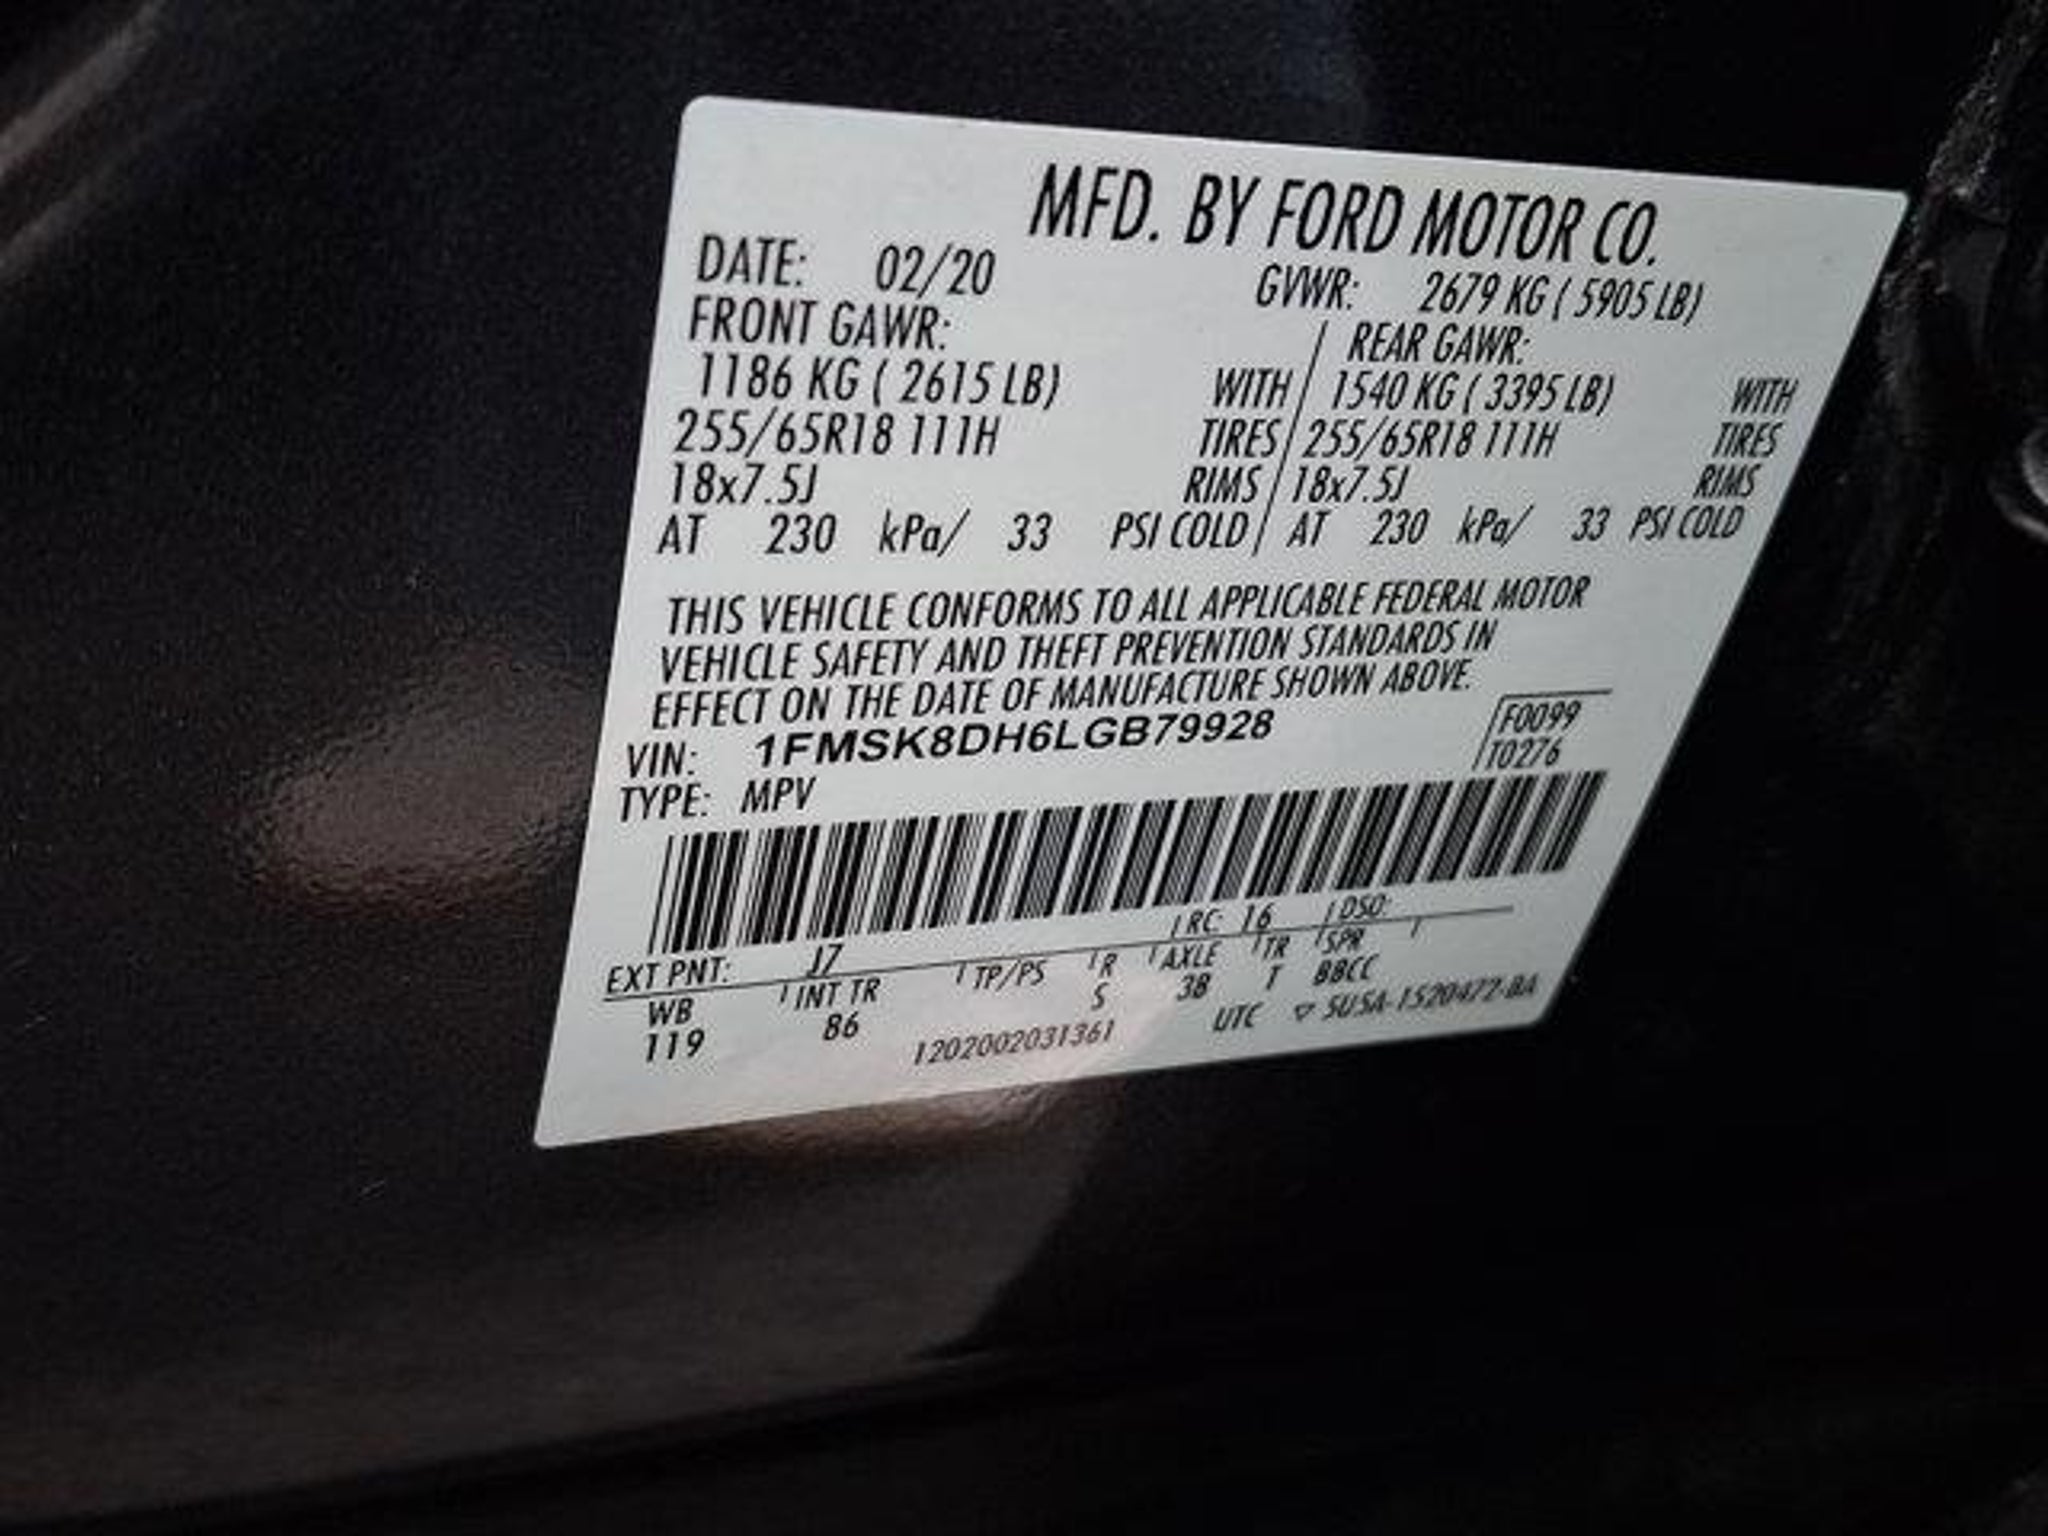 MFD. BY FORD MOTOR CO.
DATE: 02/20 GVWR: 2679 KG ( 5905 LB)
FRONT GAWR: REAR GAWR:
1186 KG ( 2615 LB) WITH 1540 KG ( 3395 LB) WITH
255/65R18 111H TIRES 255/65R18 111H TIRES
18x7.5J RIMS 18x7.5J RIMS
AT 230 kPa/ 33 PSI COLD AT 230 kPa/ 33 PSI COLD
THIS VEHICLE CONFORMS TO ALL APPLICABLE FEDERAL MOTOR
VEHICLE SAFETY AND THEFT PREVENTION STANDARDS IN
EFFECT ON THE DATE OF MANUFACTURE SHOWN ABOVE.
VIN: 1FMSK8DH6LGB79928 F0099
TYPE: MPV T0276
EXT PNT: J7 RC: 16 DSO:
WB INT TR TP/PS R AXLE TR SPR
119 86 S 3B T BBCC
1202002031361 UTC ▽ 5U5A-1520472-BA